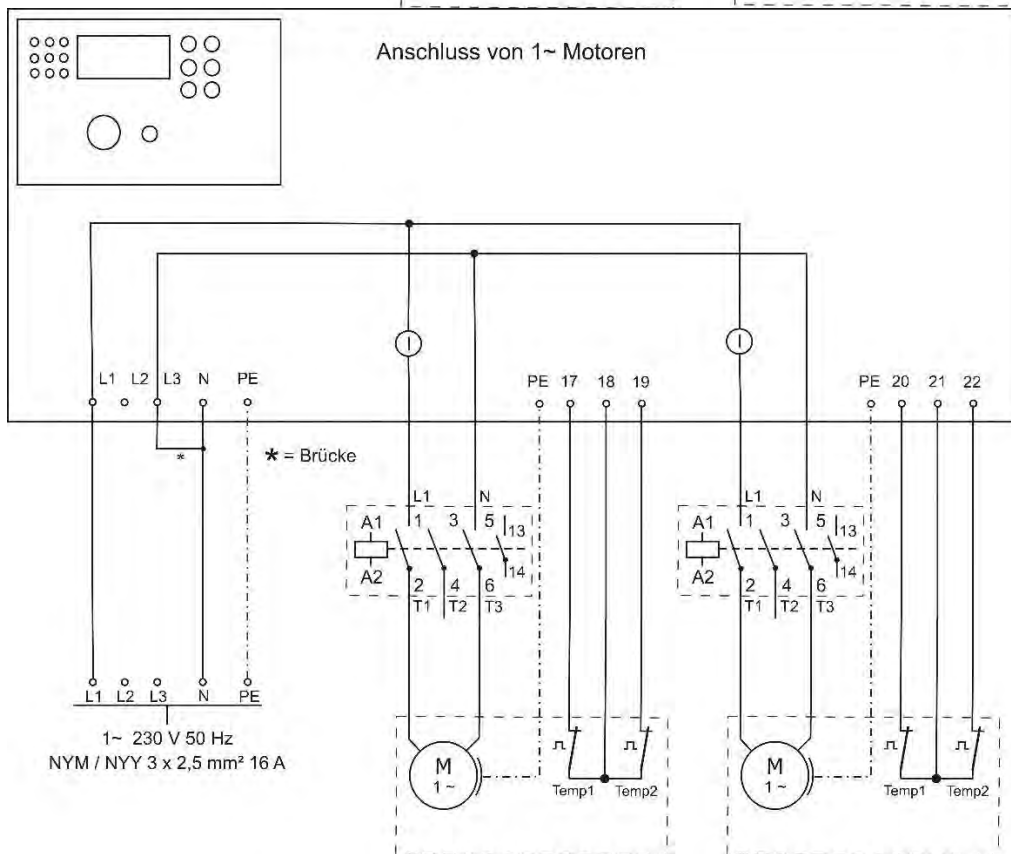 Anschluss von 1~ Motoren
I I
L1 L2 L3 N PE
PE 17 18 19
PE 20 21 22
* * = Brücke
L1 N
A1 1 3 5 13
A2 2 4 6 14
T1 T2 T3
L1 N
A1 1 3 5 13
A2 2 4 6 14
T1 T2 T3
L1 L2 L3 N PE
1~ 230 V 50 Hz
NYM / NYY 3 x 2,5 mm² 16 A
M
1~
Temp1 Temp2
M
1~
Temp1 Temp2